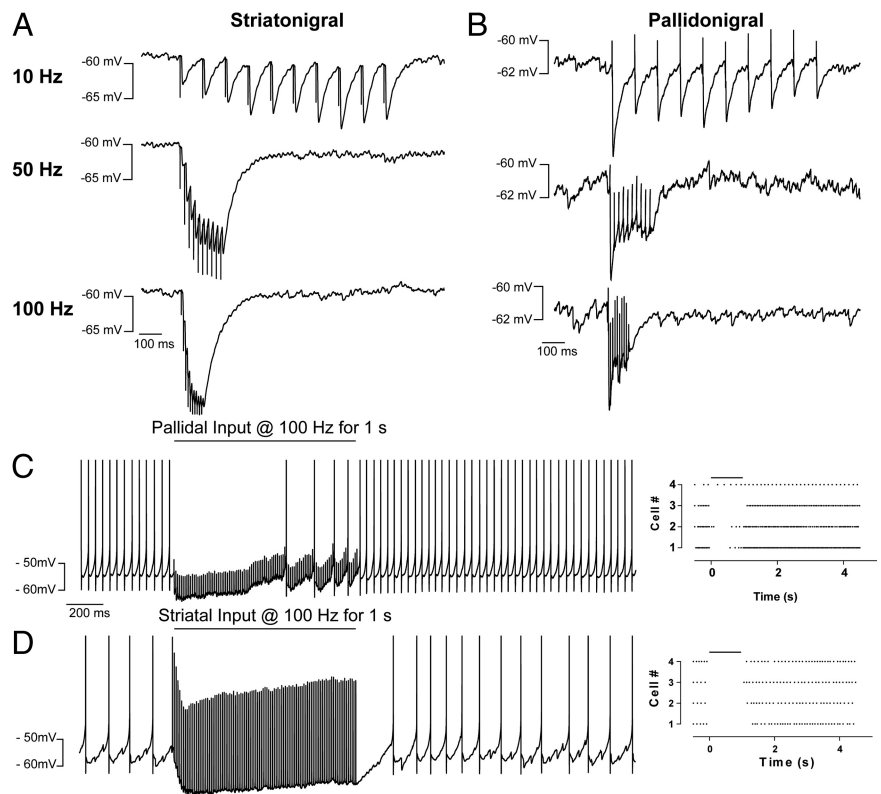 A
Striatonigral
B
Pallidonigral
10 Hz
-60 mV
-65 mV
-60 mV
-62 mV
50 Hz
-60 mV
-65 mV
-60 mV
-62 mV
100 Hz
-60 mV
-65 mV
100 ms
-60 mV
-62 mV
100 ms
Pallidal Input @ 100 Hz for 1 s
C
- 50mV
- 60mV
200 ms
Cell #
4
3
2
1
0 2 4
Time (s)
Striatal Input @ 100 Hz for 1 s
D
- 50mV
- 60mV
Cell #
4
3
2
1
0 2 4
Time (s)